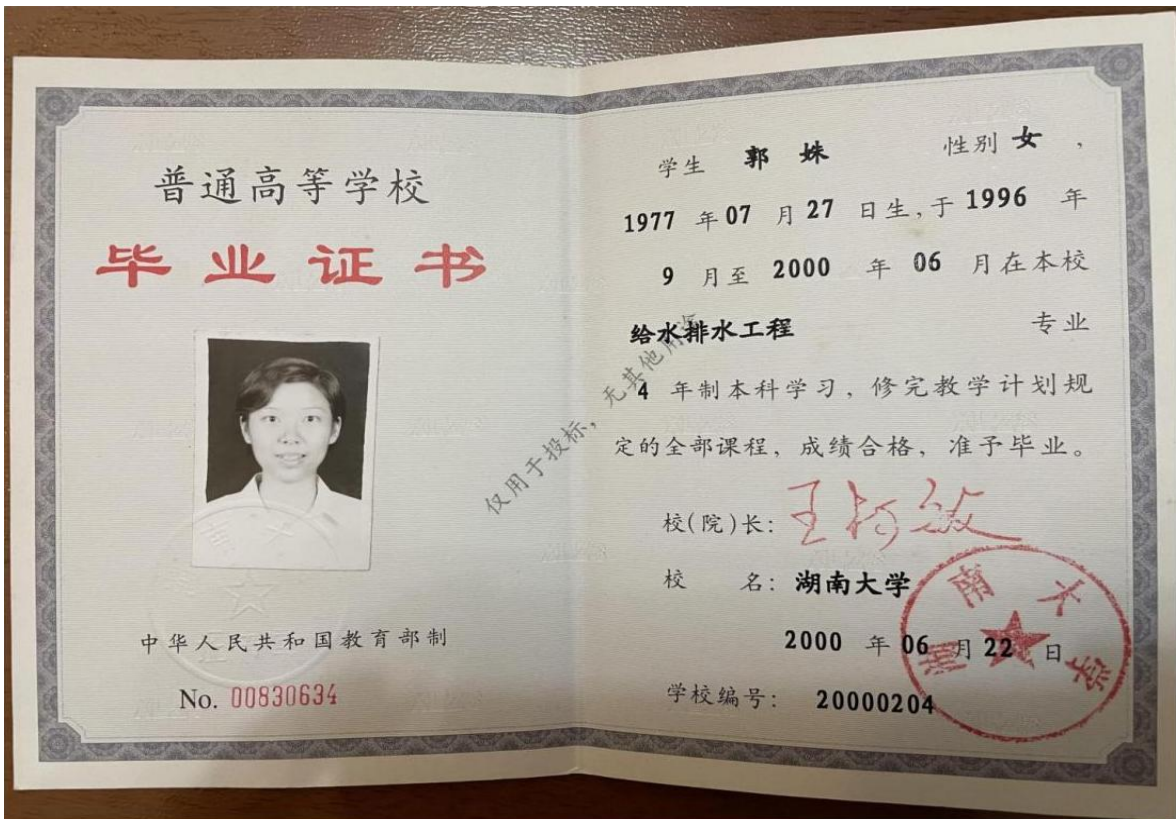 普通高等学校
毕业证书
中华人民共和国教育部制
No. 00830634
学生 郭姝 性别 女，
1977 年 07 月 27 日生，于 1996 年
9 月至 2000 年 06 月在本校
给水排水工程 专业
4 年制本科学习，修完教学计划规
定的全部课程，成绩合格，准予毕业。
校(院)长：王柯敏
校 名：湖南大学
2000 年 06 月 22 日
学校编号：20000204
湖南大学
仅用于投标，无其他用途